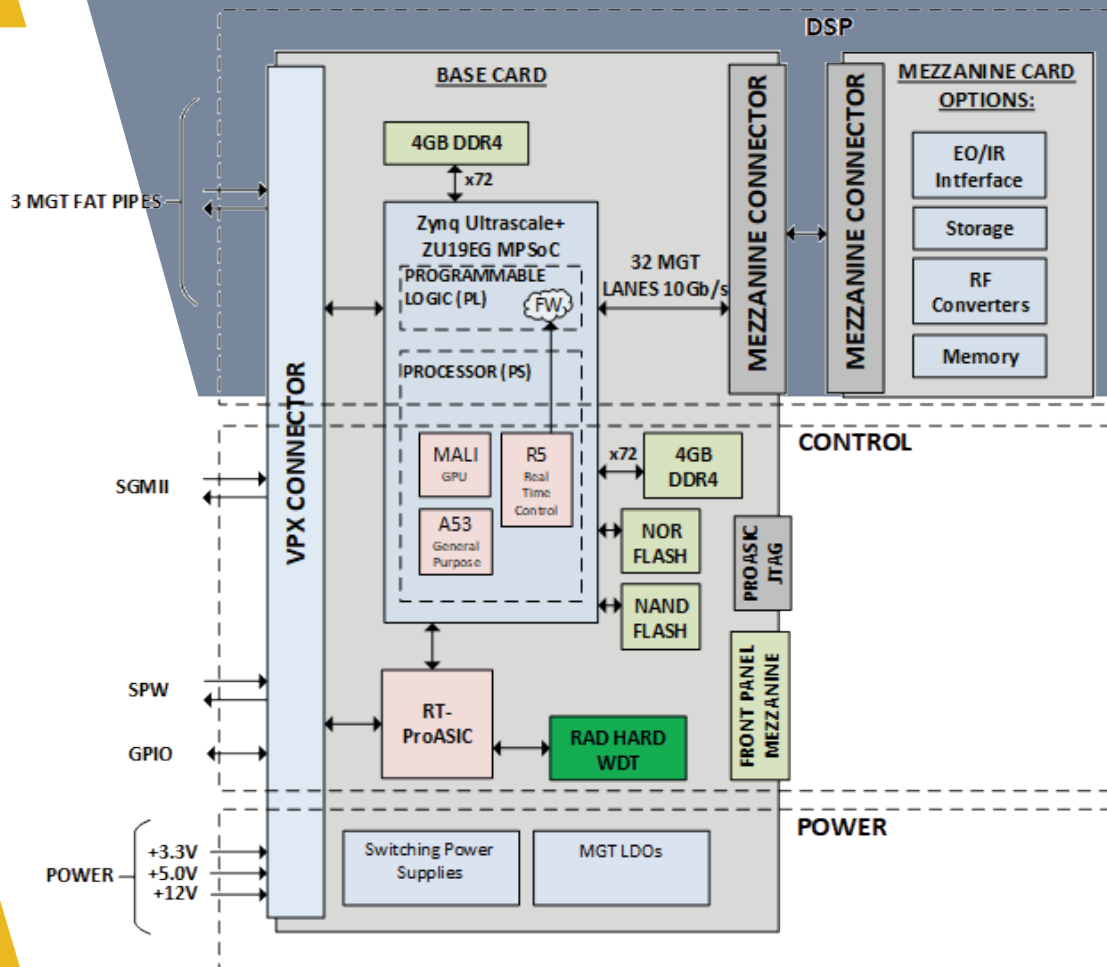 DSP
BASE CARD
MEZZANINE CARD
OPTIONS:
4GB DDR4
x72
EO/IR
Intferface
Storage
RF
Converters
Memory
MEZZANINE CONNECTOR
MEZZANINE CONNECTOR
3 MGT FAT PIPES
Zynq Ultrascale+
ZU19EG MPSoC
PROGRAMMABLE
LOGIC (PL)
FW
32 MGT
LANES 10Gb/s
PROCESSOR (PS)
VPX CONNECTOR
CONTROL
MALI
GPU
R5
Real
Time
Control
A53
General
Purpose
x72
4GB
DDR4
NOR
FLASH
NAND
FLASH
PROASIC
JTAG
FRONT PANEL
MEZZANINE
SGMII
SPW
GPIO
RT-
ProASIC
RAD HARD
WDT
POWER
POWER
+3.3V
+5.0V
+12V
Switching Power
Supplies
MGT LDOs